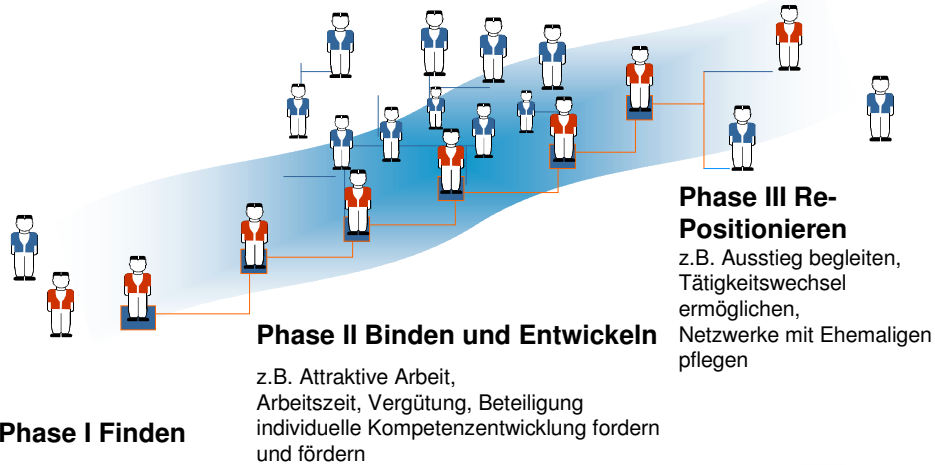 Phase I Finden
Phase II Binden und Entwickeln
z.B. Attraktive Arbeit,
Arbeitszeit, Vergütung, Beteiligung
individuelle Kompetenzentwicklung fordern
und fördern
Phase III Re-
Positionieren
z.B. Ausstieg begleiten,
Tätigkeitswechsel
ermöglichen,
Netzwerke mit Ehemaligen
pflegen